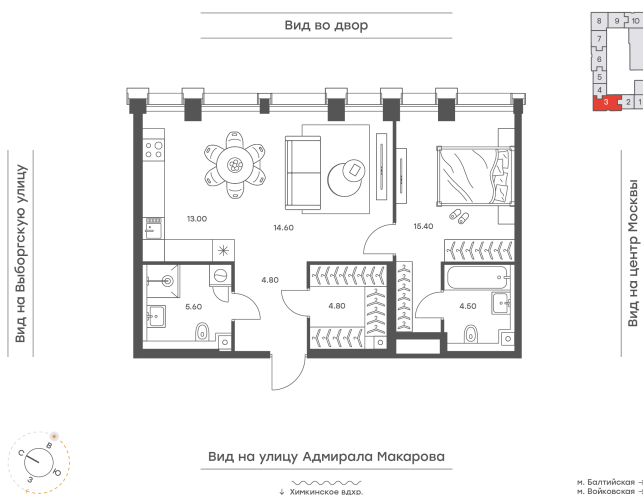 Вид во двор
8 9 10
7
6
5
4
3 2 1
Вид на Выборгскую улицу
Вид на центр Москвы
13.00
14.60
15.40
4.80
5.60
4.80
4.50
Вид на улицу Адмирала Макарова
С В
З Ю
↓ Химкинское вдхр.
м. Балтийская
м. Войковская